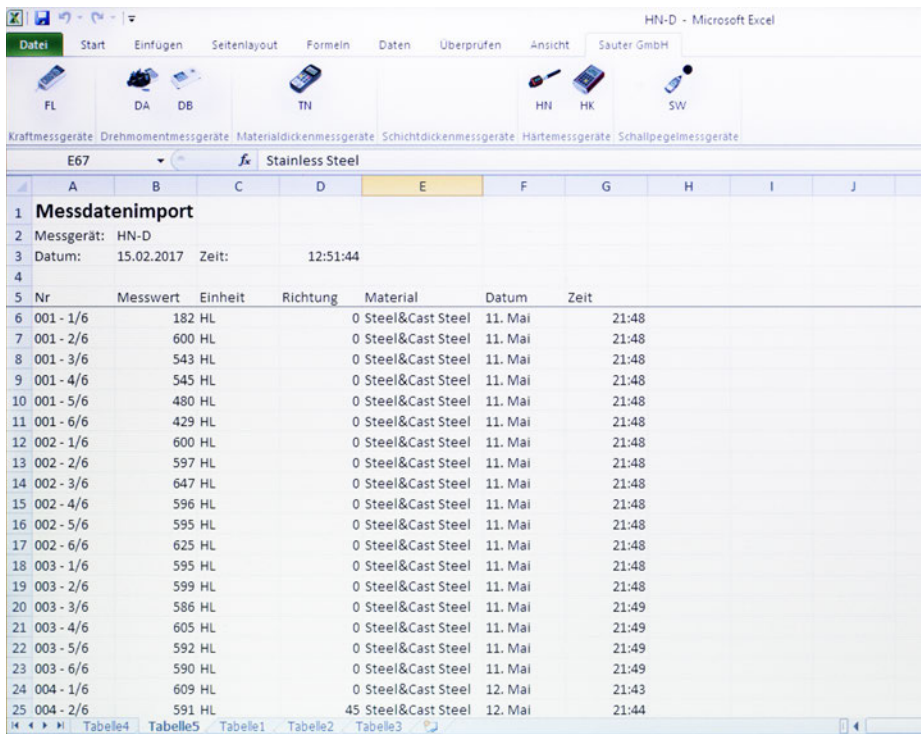 HN-D - Microsoft Excel
Datei Start Einfügen Seitenlayout Formeln Daten Überprüfen Ansicht Sauter GmbH
FL DA DB TN HN HK SW
Kraftmessgeräte Drehmomentmessgeräte Materialdickenmessgeräte Schichtdickenmessgeräte Härtemessgeräte Schallpegelmessgeräte
E67 fx Stainless Steel
A B C D E F G H I J
1 Messdatenimport
2 Messgerät: HN-D
3 Datum: 15.02.2017 Zeit: 12:51:44
4
5 Nr Messwert Einheit Richtung Material Datum Zeit
6 001 - 1/6 182 HL 0 Steel&Cast Steel 11. Mai 21:48
7 001 - 2/6 600 HL 0 Steel&Cast Steel 11. Mai 21:48
8 001 - 3/6 543 HL 0 Steel&Cast Steel 11. Mai 21:48
9 001 - 4/6 545 HL 0 Steel&Cast Steel 11. Mai 21:48
10 001 - 5/6 480 HL 0 Steel&Cast Steel 11. Mai 21:48
11 001 - 6/6 429 HL 0 Steel&Cast Steel 11. Mai 21:48
12 002 - 1/6 600 HL 0 Steel&Cast Steel 11. Mai 21:48
13 002 - 2/6 597 HL 0 Steel&Cast Steel 11. Mai 21:48
14 002 - 3/6 647 HL 0 Steel&Cast Steel 11. Mai 21:48
15 002 - 4/6 596 HL 0 Steel&Cast Steel 11. Mai 21:48
16 002 - 5/6 595 HL 0 Steel&Cast Steel 11. Mai 21:48
17 002 - 6/6 625 HL 0 Steel&Cast Steel 11. Mai 21:48
18 003 - 1/6 595 HL 0 Steel&Cast Steel 11. Mai 21:48
19 003 - 2/6 599 HL 0 Steel&Cast Steel 11. Mai 21:48
20 003 - 3/6 586 HL 0 Steel&Cast Steel 11. Mai 21:49
21 003 - 4/6 605 HL 0 Steel&Cast Steel 11. Mai 21:49
22 003 - 5/6 592 HL 0 Steel&Cast Steel 11. Mai 21:49
23 003 - 6/6 590 HL 0 Steel&Cast Steel 11. Mai 21:49
24 004 - 1/6 609 HL 0 Steel&Cast Steel 12. Mai 21:43
25 004 - 2/6 591 HL 45 Steel&Cast Steel 12. Mai 21:44
Tabelle4 Tabelle5 Tabelle1 Tabelle2 Tabelle3